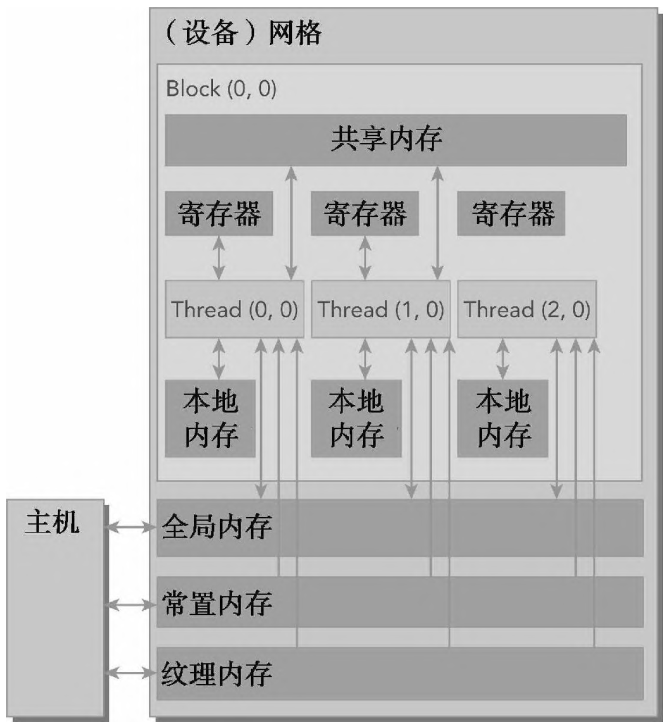 （设备）网格
Block (0, 0)
共享内存
寄存器 寄存器 寄存器
Thread (0, 0) Thread (1, 0) Thread (2, 0)
本地 本地 本地
内存 内存 内存
主机
全局内存
常置内存
纹理内存